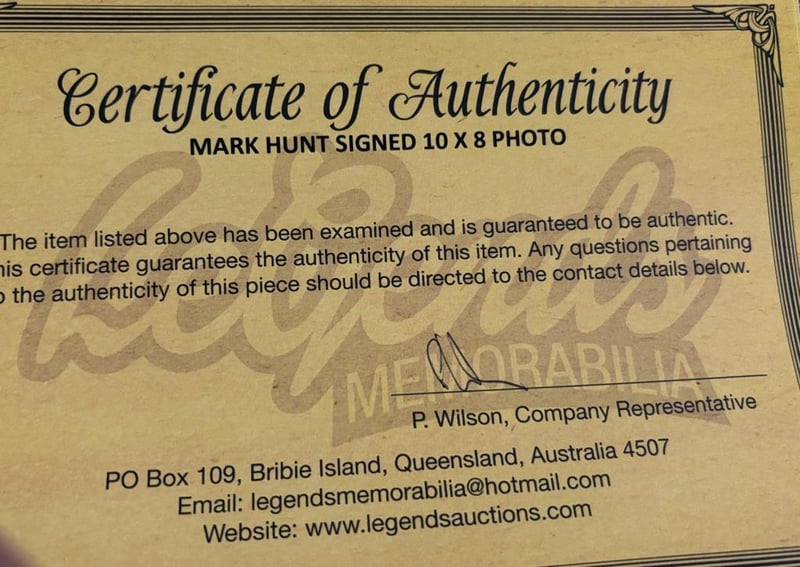 Certificate of Authenticity
MARK HUNT SIGNED 10 X 8 PHOTO
The item listed above has been examined and is guaranteed to be authentic.
his certificate guarantees the authenticity of this item. Any questions pertaining
o the authenticity of this piece should be directed to the contact details below.
Legends
MEMORABILIA
P. Wilson, Company Representative
PO Box 109, Bribie Island, Queensland, Australia 4507
Email: legendsmemorabilia@hotmail.com
Website: www.legendsauctions.com